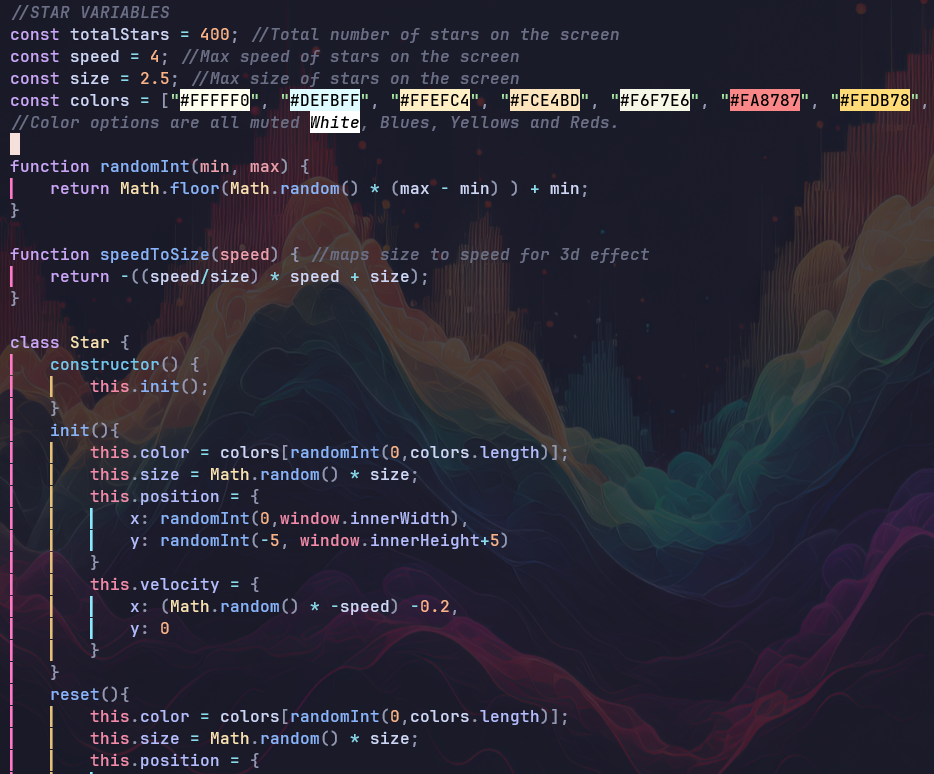 //STAR VARIABLES
const totalStars = 400; //Total number of stars on the screen
const speed = 4; //Max speed of stars on the screen
const size = 2.5; //Max size of stars on the screen
const colors = ["#FFFFF0", "#DEFBFF", "#FFEFC4", "#FCE4BD", "#F6F7E6", "#FA8787", "#FFDB78",
//Color options are all muted White, Blues, Yellows and Reds.
function randomInt(min, max) {
    return Math.floor(Math.random() * (max - min) ) + min;
}
function speedToSize(speed) { //maps size to speed for 3d effect
    return -((speed/size) * speed + size);
}
class Star {
    constructor() {
        this.init();
    }
    init(){
        this.color = colors[randomInt(0,colors.length)];
        this.size = Math.random() * size;
        this.position = {
            x: randomInt(0,window.innerWidth),
            y: randomInt(-5, window.innerHeight+5)
        }
        this.velocity = {
            x: (Math.random() * -speed) -0.2,
            y: 0
        }
    }
    reset(){
        this.color = colors[randomInt(0,colors.length)];
        this.size = Math.random() * size;
        this.position = {